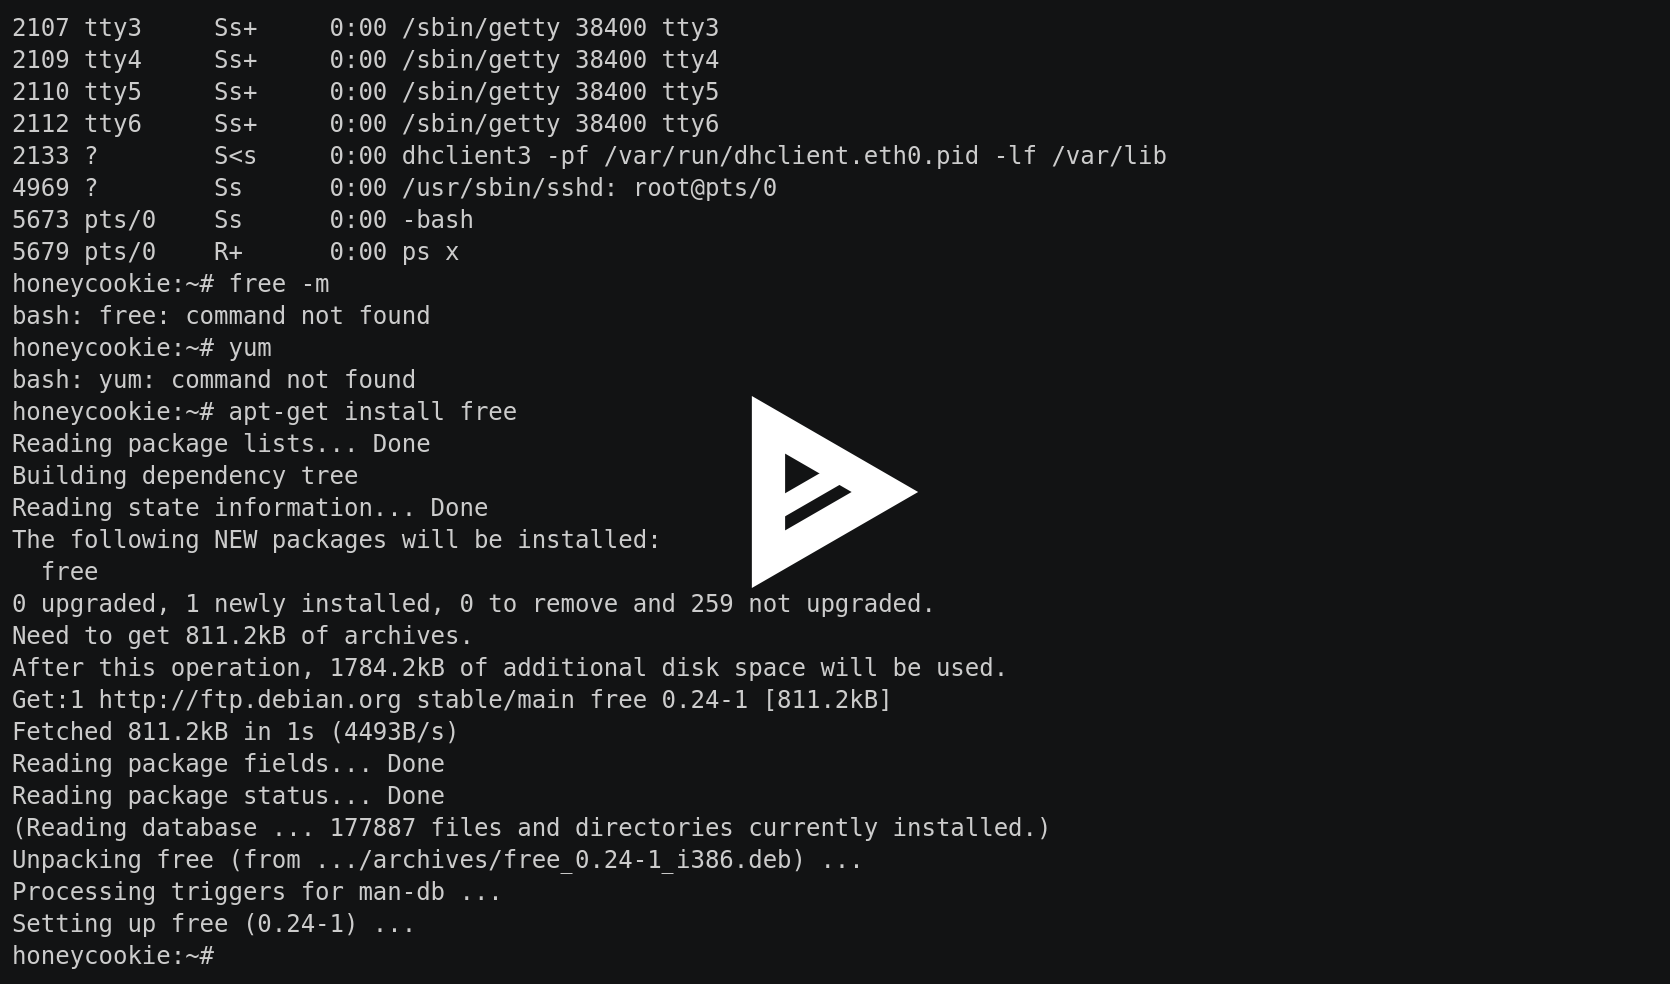 2107 tty3     Ss+     0:00 /sbin/getty 38400 tty3
2109 tty4     Ss+     0:00 /sbin/getty 38400 tty4
2110 tty5     Ss+     0:00 /sbin/getty 38400 tty5
2112 tty6     Ss+     0:00 /sbin/getty 38400 tty6
2133 ?        S<s     0:00 dhclient3 -pf /var/run/dhclient.eth0.pid -lf /var/lib
4969 ?        Ss      0:00 /usr/sbin/sshd: root@pts/0
5673 pts/0    Ss      0:00 -bash
5679 pts/0    R+      0:00 ps x
honeycookie:~# free -m
bash: free: command not found
honeycookie:~# yum
bash: yum: command not found
honeycookie:~# apt-get install free
Reading package lists... Done
Building dependency tree
Reading state information... Done
The following NEW packages will be installed:
  free
0 upgraded, 1 newly installed, 0 to remove and 259 not upgraded.
Need to get 811.2kB of archives.
After this operation, 1784.2kB of additional disk space will be used.
Get:1 http://ftp.debian.org stable/main free 0.24-1 [811.2kB]
Fetched 811.2kB in 1s (4493B/s)
Reading package fields... Done
Reading package status... Done
(Reading database ... 177887 files and directories currently installed.)
Unpacking free (from .../archives/free_0.24-1_i386.deb) ...
Processing triggers for man-db ...
Setting up free (0.24-1) ...
honeycookie:~#